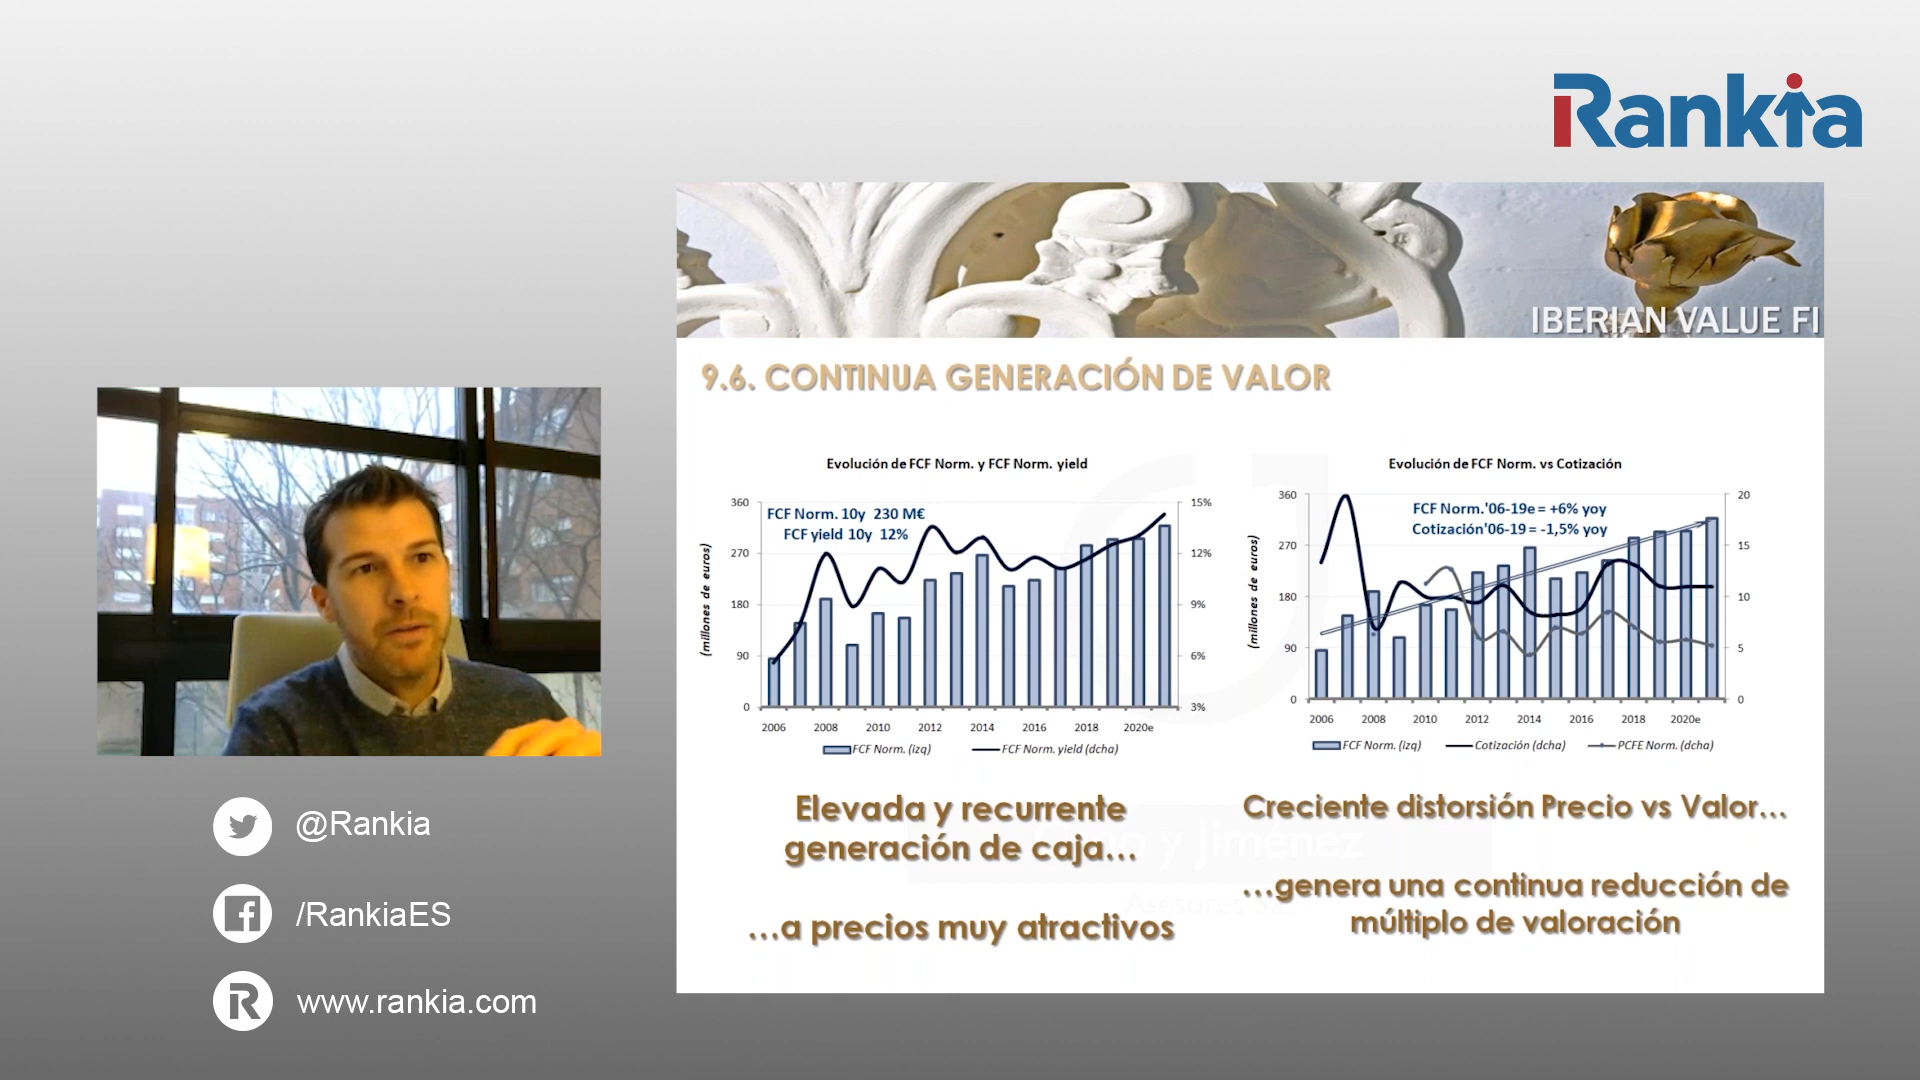 Rankia
IBERIAN VALUE FI
9.6. CONTINUA GENERACIÓN DE VALOR
Evolución de FCF Norm. y FCF Norm. yield
FCF Norm. 10y 230 M€
FCF yield 10y 12%
(millones de euros)
360
270
180
90
0
15%
12%
9%
6%
3%
2006 2008 2010 2012 2014 2016 2018 2020e
FCF Norm. (izq) FCF Norm. yield (dcha)
Elevada y recurrente
generación de caja...
...a precios muy atractivos
Evolución de FCF Norm. vs Cotización
FCF Norm.'06-19e = +6% yoy
Cotización'06-19 = -1,5% yoy
(millones de euros)
360
270
180
90
0
20
15
10
5
0
2006 2008 2010 2012 2014 2016 2018 2020e
FCF Norm. (izq) Cotización (dcha) PCFE Norm. (dcha)
Creciente distorsión Precio vs Valor...
...genera una continua reducción de
múltiplo de valoración
y Jiménez
@Rankia
/RankiaES
www.rankia.com